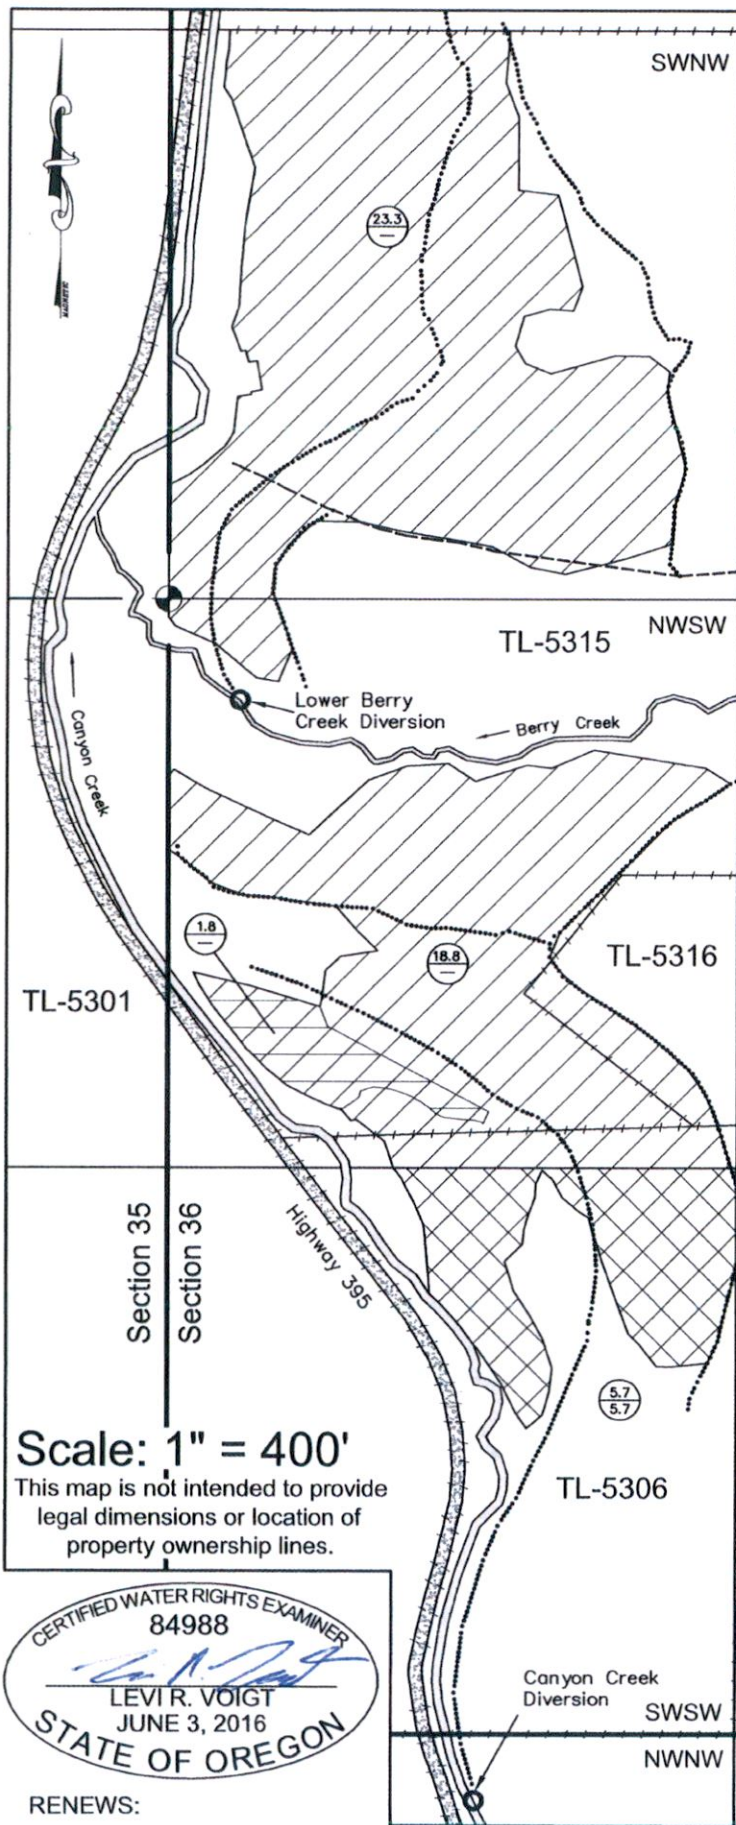 SWNW
23.3
—
TL-5315
NWSW
Lower Berry
Creek Diversion
Berry Creek
Canyon Creek
1.8
—
18.8
—
TL-5316
TL-5301
Section 35
Section 36
Highway 395
5.7
5.7
Scale: 1" = 400'
This map is not intended to provide
legal dimensions or location of
property ownership lines.
TL-5306
CERTIFIED WATER RIGHTS EXAMINER
84988
LEVI R. VOIGT
JUNE 3, 2016
STATE OF OREGON
Canyon Creek
Diversion
SWSW
NWNW
RENEWS: